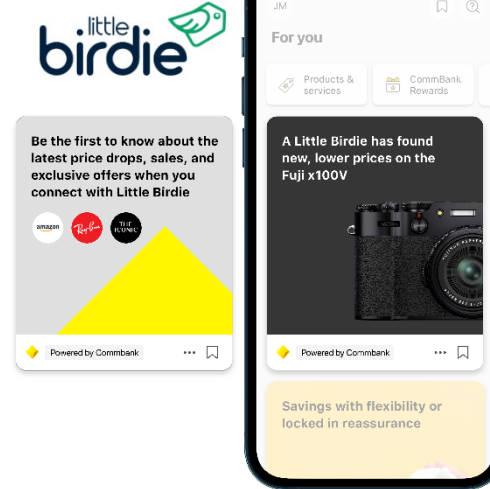 little
birdie
Be the first to know about the
latest price drops, sales, and
exclusive offers when you
connect with Little Birdie
amazon
Ray-Ban
THE
ICONIC
Powered by Commbank
JM
For you
Products &
services
CommBank
Rewards
A Little Birdie has found
new, lower prices on the
Fuji x100V
Powered by Commbank
Savings with flexibility or
locked in reassurance